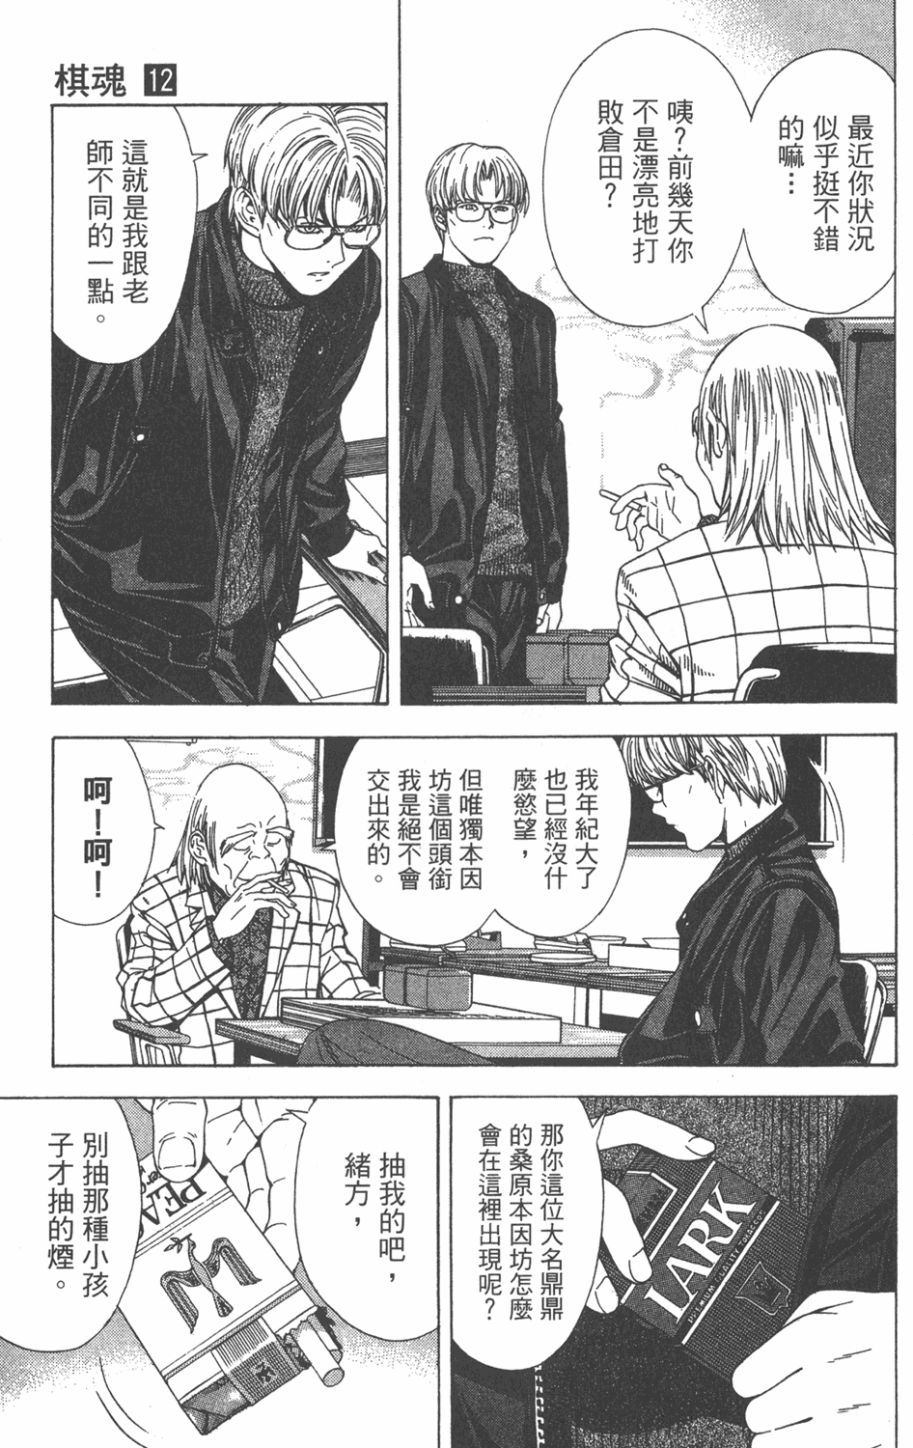 棋魂 12
最近你狀況
似乎挺不錯
的嘛…
咦？前幾天你
不是漂亮地打
敗倉田？
這就是我跟老
師不同的一點。
我年紀大了
也已經沒什
麼慾望，
但唯獨本因
坊這個頭銜
我是絕不會
交出來的。
呵！呵！
那你這位大名鼎鼎
的桑原本因坊怎麼
會在這裡出現呢？
LARK
抽我的吧，
緒方，
別抽那種小孩
子才抽的煙。
PEAC